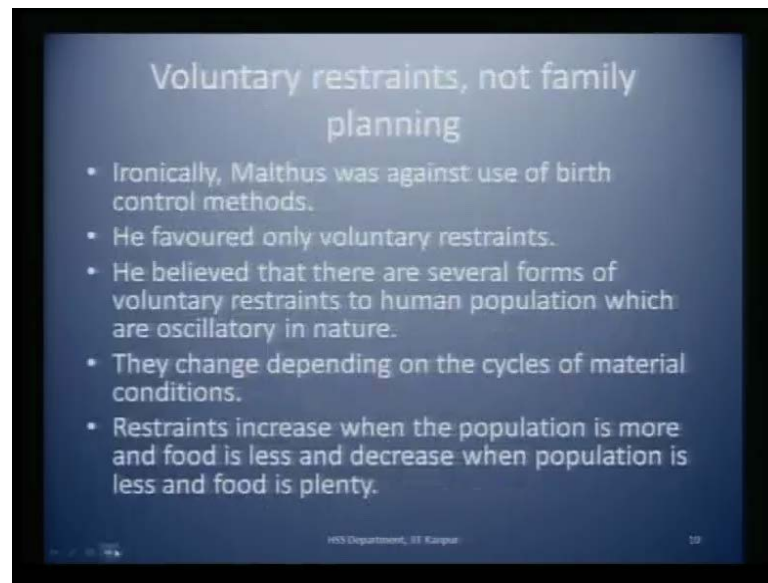 Voluntary restraints, not family
planning
• Ironically, Malthus was against use of birth
control methods.
• He favoured only voluntary restraints.
• He believed that there are several forms of
voluntary restraints to human population which
are oscillatory in nature.
• They change depending on the cycles of material
conditions.
• Restraints increase when the population is more
and food is less and decrease when population is
less and food is plenty.
HSS Department, IIT Kanpur
10